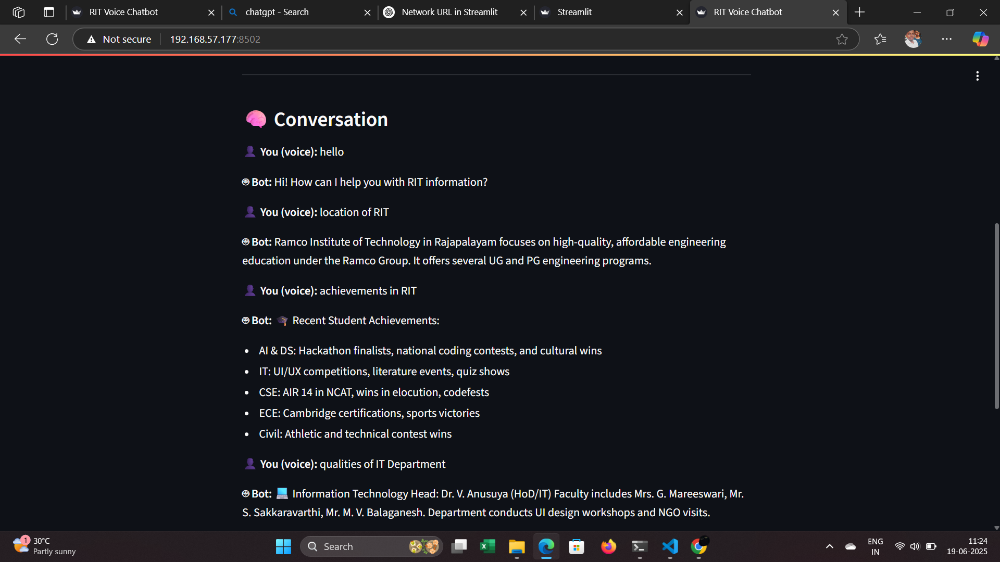 RIT Voice Chatbot
chatgpt - Search
Network URL in Streamlit
Streamlit
RIT Voice Chatbot
Not secure
192.168.57.177:8502
Conversation
You (voice): hello
Bot: Hi! How can I help you with RIT information?
You (voice): location of RIT
Bot: Ramco Institute of Technology in Rajapalayam focuses on high-quality, affordable engineering
education under the Ramco Group. It offers several UG and PG engineering programs.
You (voice): achievements in RIT
Bot: Recent Student Achievements:
• AI & DS: Hackathon finalists, national coding contests, and cultural wins
• IT: UI/UX competitions, literature events, quiz shows
• CSE: AIR 14 in NCAT, wins in elocution, codefests
• ECE: Cambridge certifications, sports victories
• Civil: Athletic and technical contest wins
You (voice): qualities of IT Department
Bot: Information Technology Head: Dr. V. Anusuya (HoD/IT) Faculty includes Mrs. G. Mareeswari, Mr.
S. Sakkaravarthi, Mr. M. V. Balaganesh. Department conducts UI design workshops and NGO visits.
1
30°C
Partly sunny
Search
ENG
IN
11:24
19-06-2025